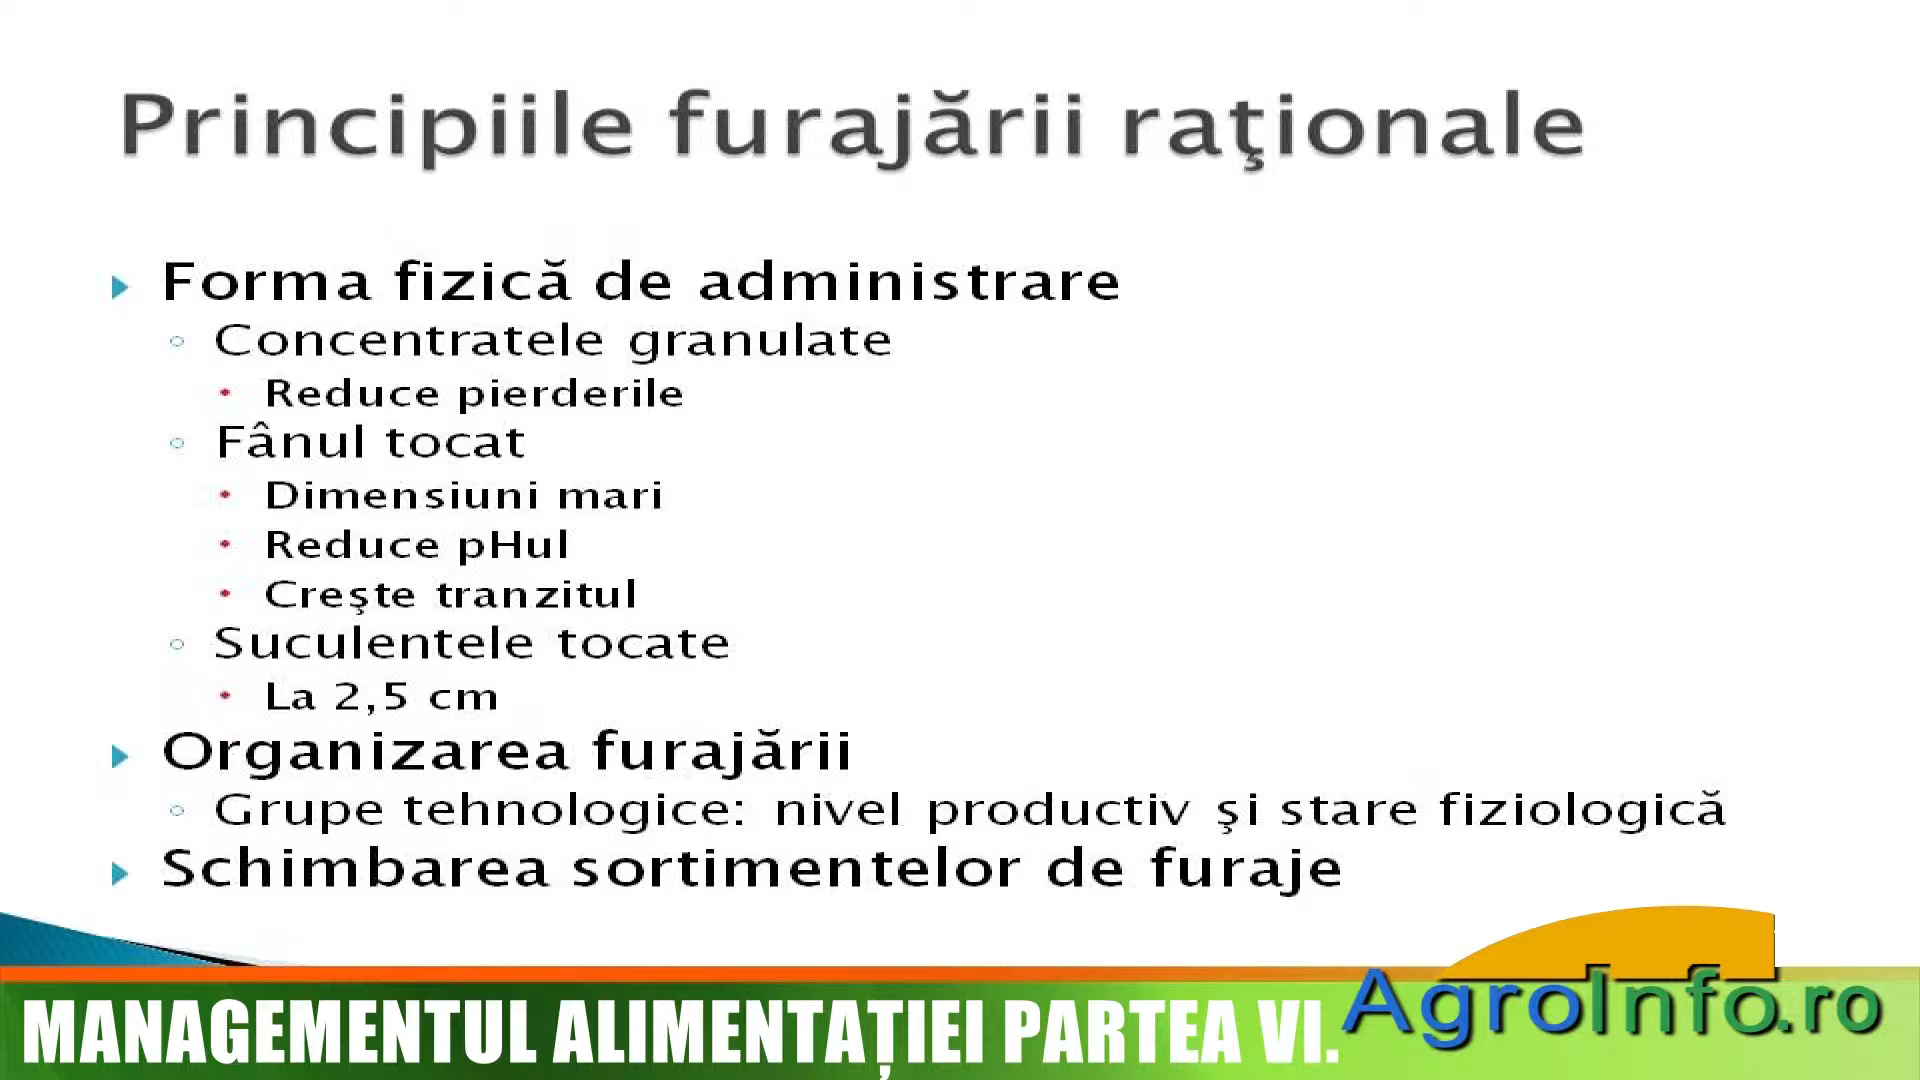 Principiile furajării raţionale
Forma fizică de administrare
Concentratele granulate
Reduce pierderile
Fânul tocat
Dimensiuni mari
Reduce pHul
Creşte tranzitul
Suculentele tocate
La 2,5 cm
Organizarea furajării
Grupe tehnologice: nivel productiv şi stare fiziologică
Schimbarea sortimentelor de furaje
MANAGEMENTUL ALIMENTAȚIEI PARTEA VI.
AgroInfo.ro